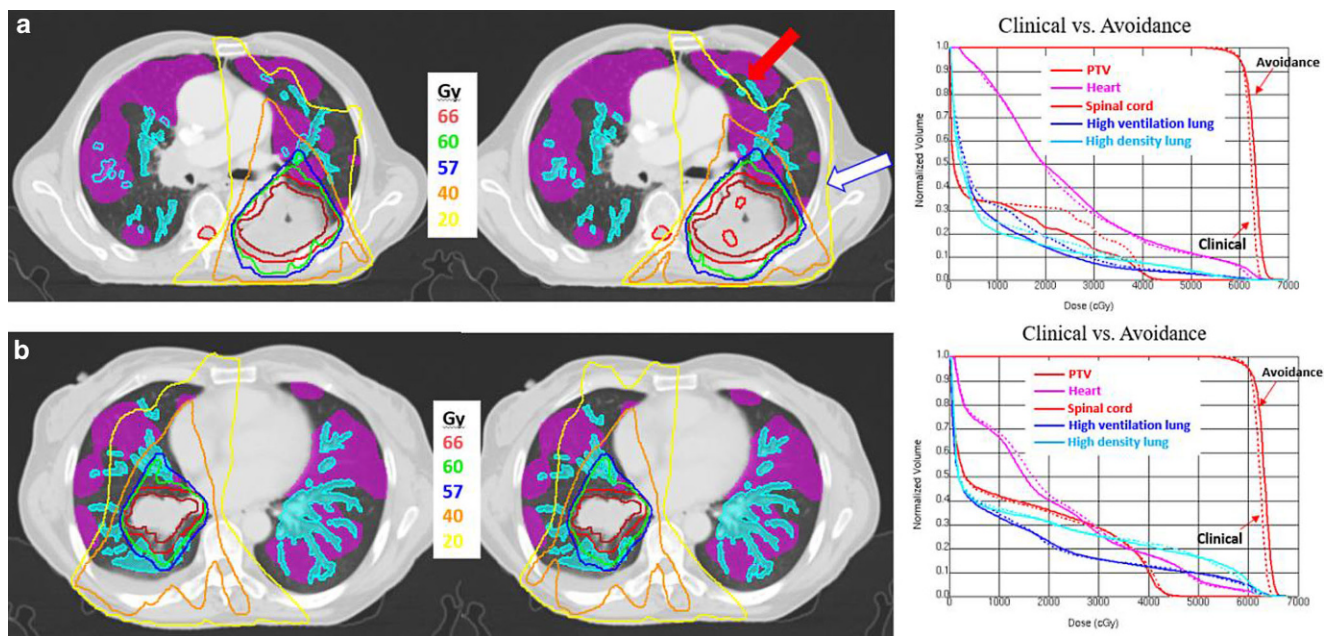 a
Gy
66
60
57
40
20
Clinical vs. Avoidance
Normalized Volume
1.0
0.9
0.8
0.7
0.6
0.5
0.4
0.3
0.2
0.1
0.0
PTV
Heart
Spinal cord
High ventilation lung
High density lung
Avoidance
Clinical
0 1000 2000 3000 4000 5000 6000 7000
Dose (cGy)
b
Gy
66
60
57
40
20
Clinical vs. Avoidance
Normalized Volume
1.0
0.9
0.8
0.7
0.6
0.5
0.4
0.3
0.2
0.1
0.0
PTV
Heart
Spinal cord
High ventilation lung
High density lung
Avoidance
Clinical
0 1000 2000 3000 4000 5000 6000 7000
Dose (cGy)